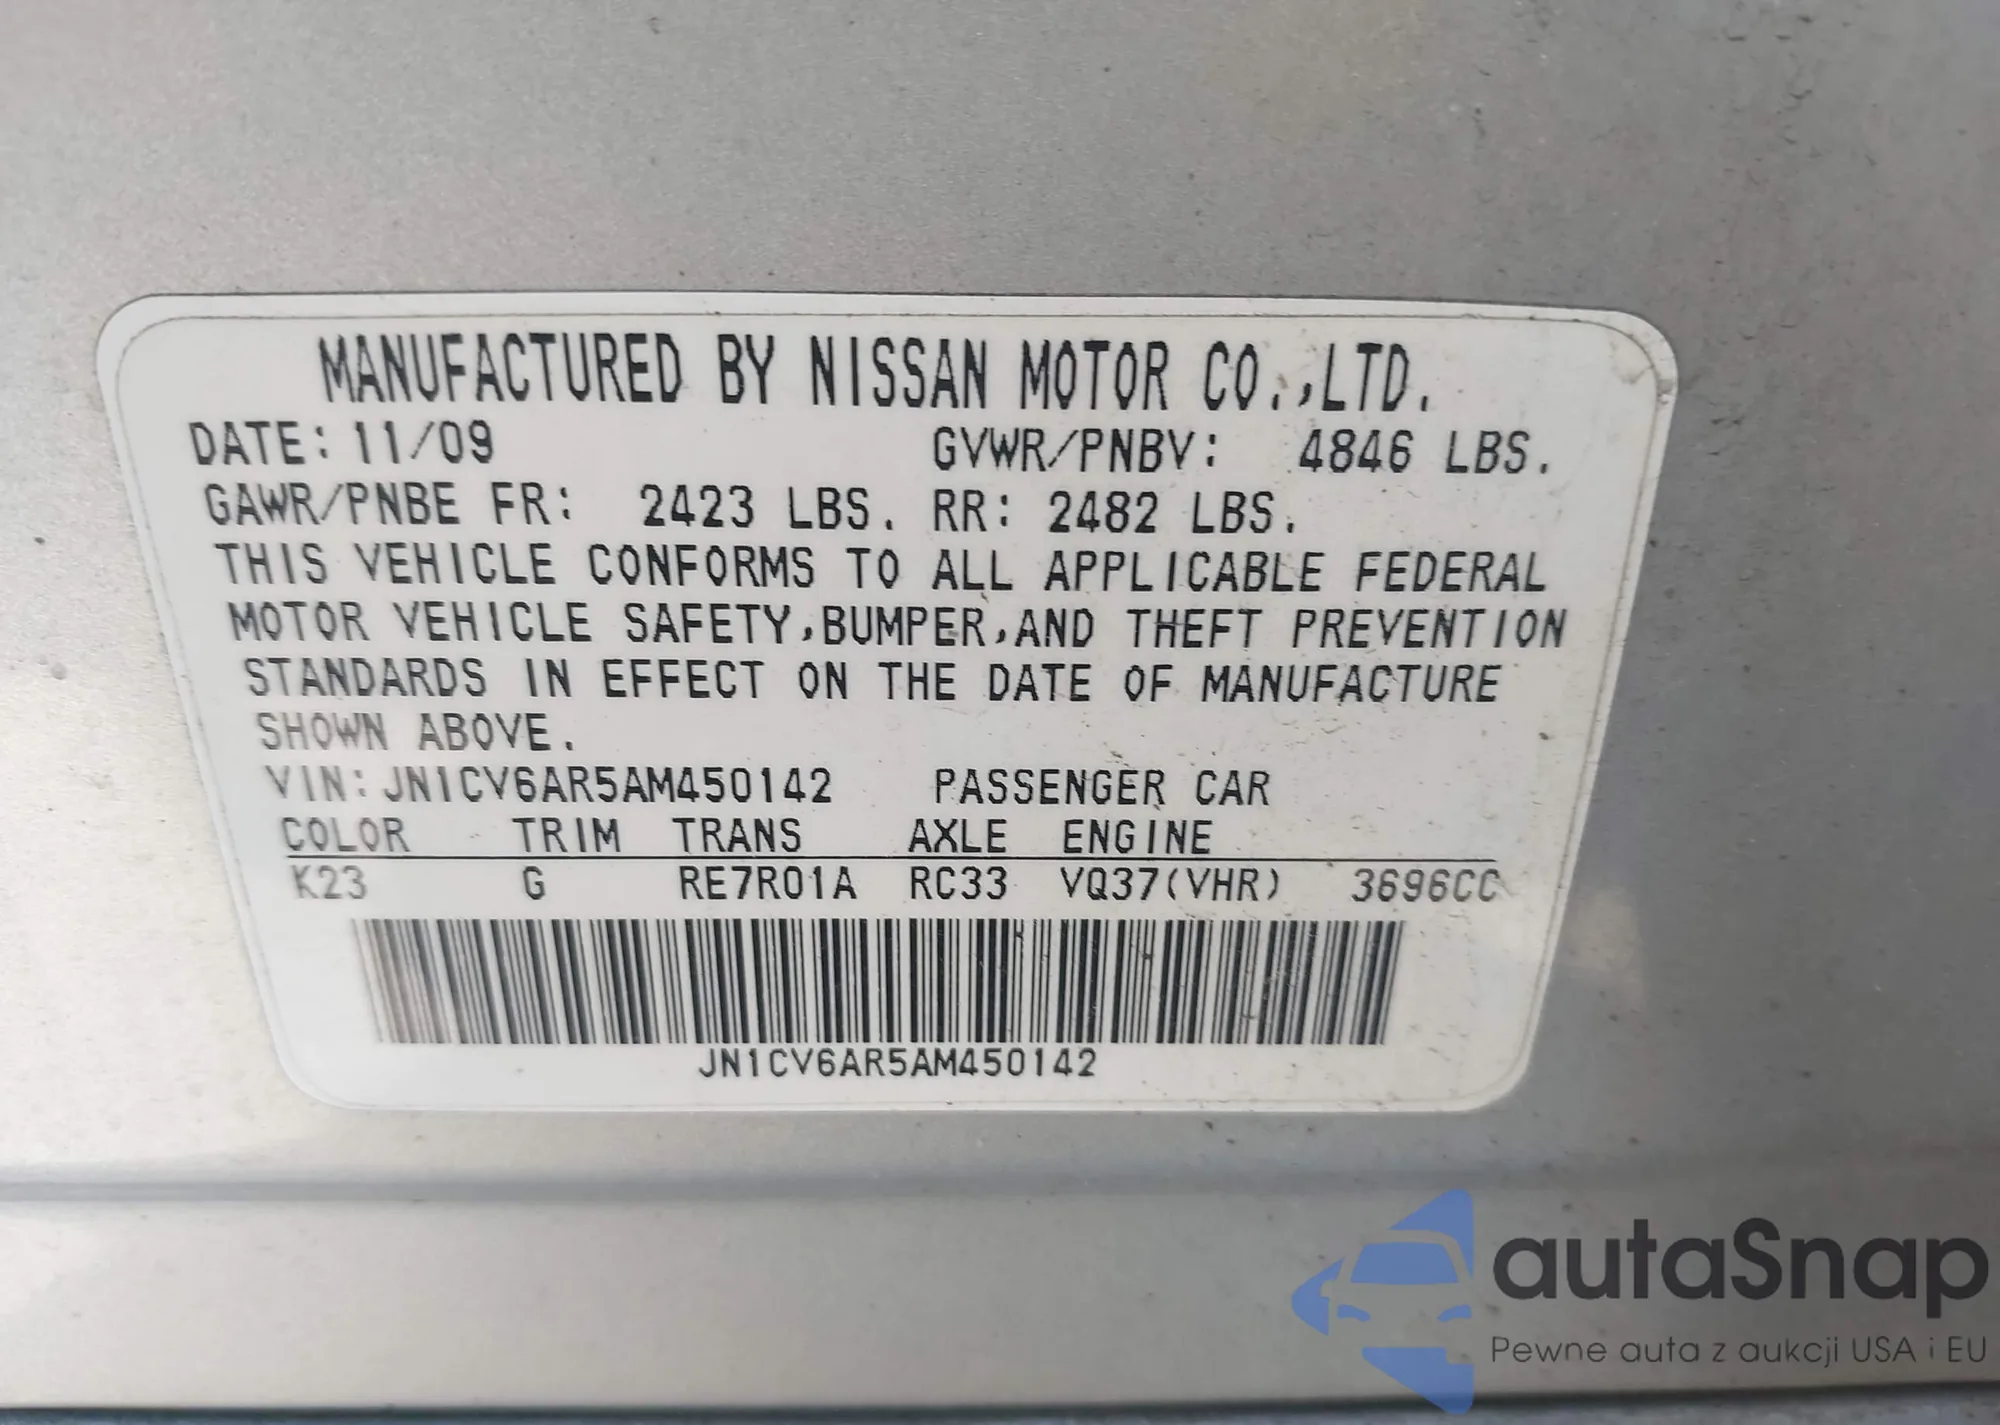 MANUFACTURED BY NISSAN MOTOR CO.,LTD.
DATE: 11/09 GVWR/PNBV: 4846 LBS.
GAWR/PNBE FR: 2423 LBS. RR: 2482 LBS.
THIS VEHICLE CONFORMS TO ALL APPLICABLE FEDERAL
MOTOR VEHICLE SAFETY,BUMPER,AND THEFT PREVENTION
STANDARDS IN EFFECT ON THE DATE OF MANUFACTURE
SHOWN ABOVE.
VIN: JN1CV6AR5AM450142 PASSENGER CAR
COLOR TRIM TRANS AXLE ENGINE
K23 G RE7R01A RC33 VQ37(VHR) 3696CC
JN1CV6AR5AM450142
autaSnap
Pewne auta z aukcji USA i EU